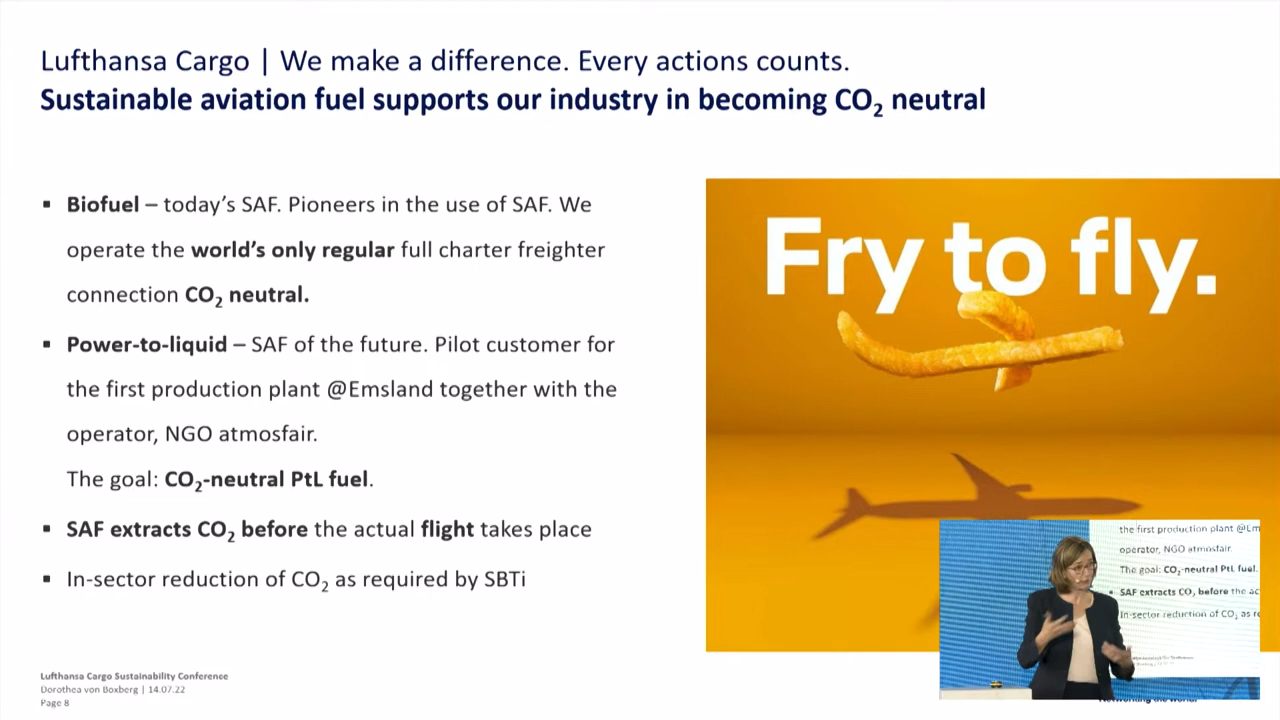 Lufthansa Cargo | We make a difference. Every actions counts.
Sustainable aviation fuel supports our industry in becoming CO₂ neutral
▪ Biofuel – today's SAF. Pioneers in the use of SAF. We
operate the world's only regular full charter freighter
connection CO₂ neutral.
▪ Power-to-liquid – SAF of the future. Pilot customer for
the first production plant @Emsland together with the
operator, NGO atmosfair.
The goal: CO₂-neutral PtL fuel.
▪ SAF extracts CO₂ before the actual flight takes place
▪ In-sector reduction of CO₂ as required by SBTi
Fry to fly.
the first production plant @Em
operator, NGO atmosfair.
The goal: CO₂-neutral PtL fuel.
▪ SAF extracts CO₂ before the ac
In-sector reduction of CO₂ as re
Lufthansa Cargo Sustainability Conference
Dorothea von Boxberg | 14.07.22
Page 8